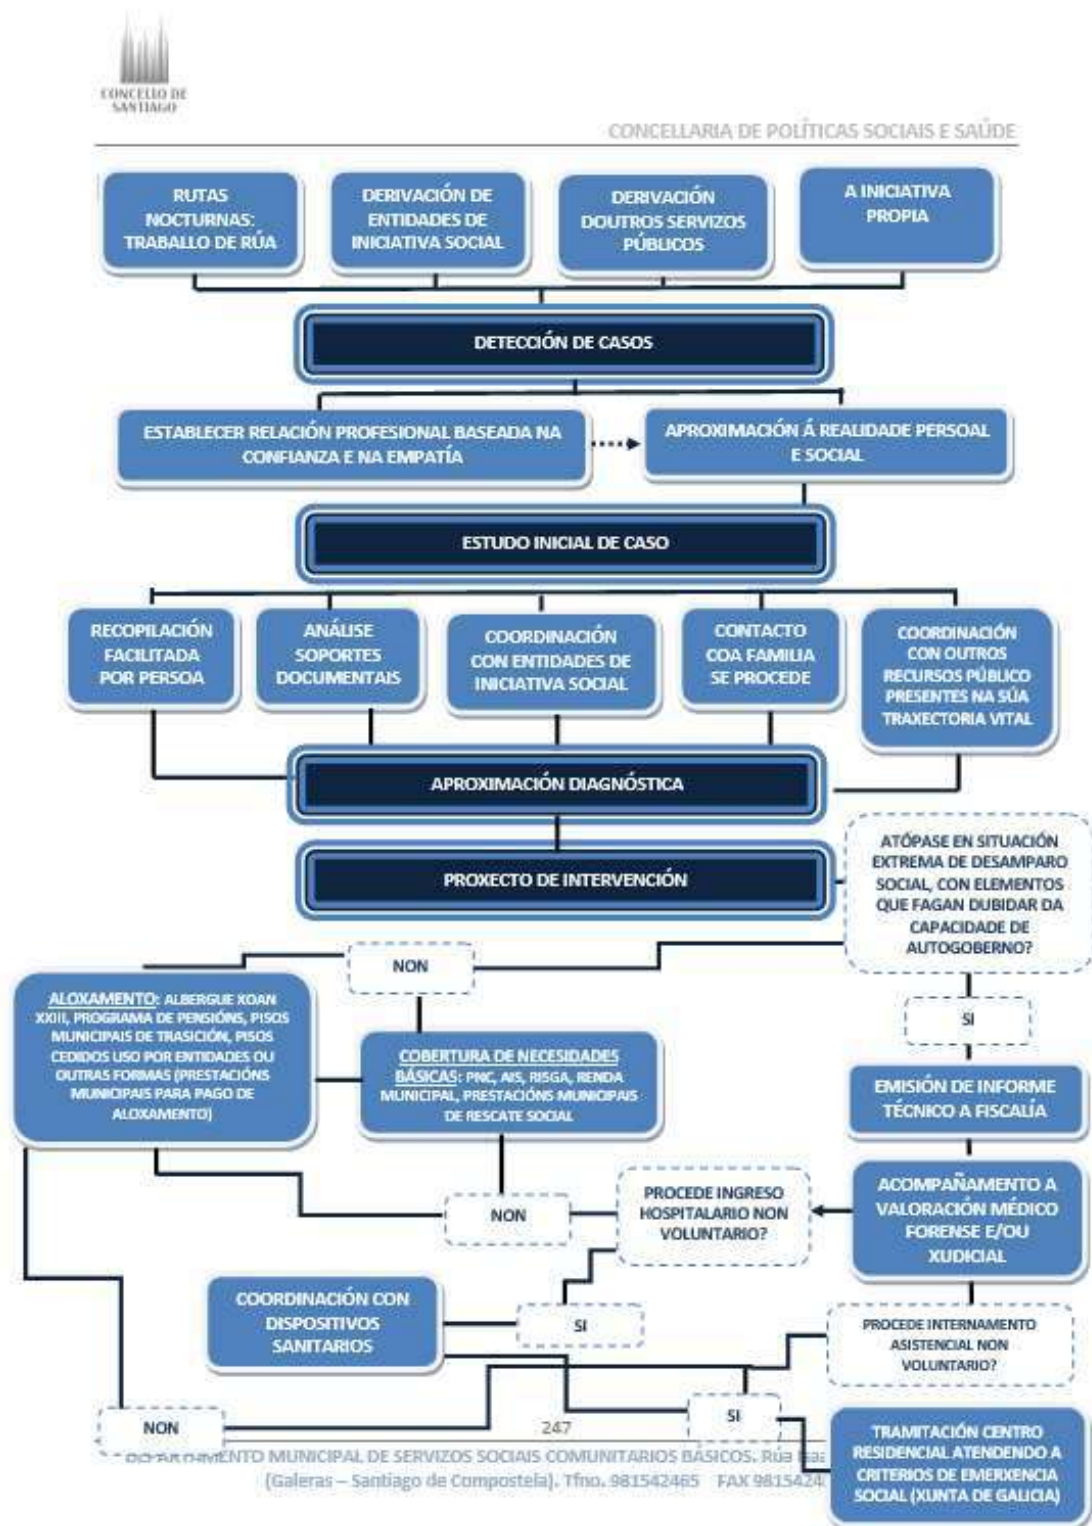 CONCELLO DE
SANTIAGO
CONCELLARIA DE POLÍTICAS SOCIAIS E SAÚDE
RUTAS
NOCTURNAS:
TRABALLO DE RÚA
DERIVACIÓN DE
ENTIDADES DE
INICIATIVA SOCIAL
DERIVACIÓN
DOUTROS SERVIZOS
PÚBLICOS
A INICIATIVA
PROPIA
DETECCIÓN DE CASOS
ESTABLECER RELACIÓN PROFESIONAL BASEADA NA
CONFIANZA E NA EMPATÍA
APROXIMACIÓN Á REALIDADE PERSOAL
E SOCIAL
ESTUDO INICIAL DE CASO
RECOPILACIÓN
FACILITADA
POR PERSOA
ANÁLISE
SOPORTES
DOCUMENTAIS
COORDINACIÓN
CON ENTIDADES DE
INICIATIVA SOCIAL
CONTACTO
COA FAMILIA
SE PROCEDE
COORDINACIÓN
CON OUTROS
RECURSOS PÚBLICO
PRESENTES NA SÚA
TRAXECTORIA VITAL
APROXIMACIÓN DIAGNÓSTICA
PROXECTO DE INTERVENCIÓN
ATÓPASE EN SITUACIÓN
EXTREMA DE DESAMPARO
SOCIAL, CON ELEMENTOS
QUE FAGAN DUBIDAR DA
CAPACIDADE DE
AUTOGOBERNO?
NON
SI
ALOXAMENTO: ALBERGUE XOAN
XXIII, PROGRAMA DE PENSIÓNS, PISOS
MUNICIPAIS DE TRASICIÓN, PISOS
CEDIDOS USO POR ENTIDADES OU
OUTRAS FORMAS (PRESTACIÓNS
MUNICIPAIS PARA PAGO DE
ALOXAMENTO)
COBERTURA DE NECESIDADES
BÁSICAS: PNC, AIS, RISGA, RENDA
MUNICIPAL, PRESTACIÓNS MUNICIPAIS
DE RESCATE SOCIAL
EMISIÓN DE INFORME
TÉCNICO A FISCALÍA
ACOMPAÑAMENTO A
VALORACIÓN MÉDICO
FORENSE E/OU
XUDICIAL
PROCEDE INGRESO
HOSPITALARIO NON
VOLUNTARIO?
NON
COORDINACIÓN CON
DISPOSITIVOS
SANITARIOS
SI
PROCEDE INTERNAMENTO
ASISTENCIAL NON
VOLUNTARIO?
NON
SI
TRAMITACIÓN CENTRO
RESIDENCIAL ATENDENDO A
CRITERIOS DE EMERXENCIA
SOCIAL (XUNTA DE GALICIA)
247
DEPARTAMENTO MUNICIPAL DE SERVIZOS SOCIAIS COMUNITARIOS BÁSICOS. Rúa
(Galeras – Santiago de Compostela). Tfno. 981542465 FAX 9815424